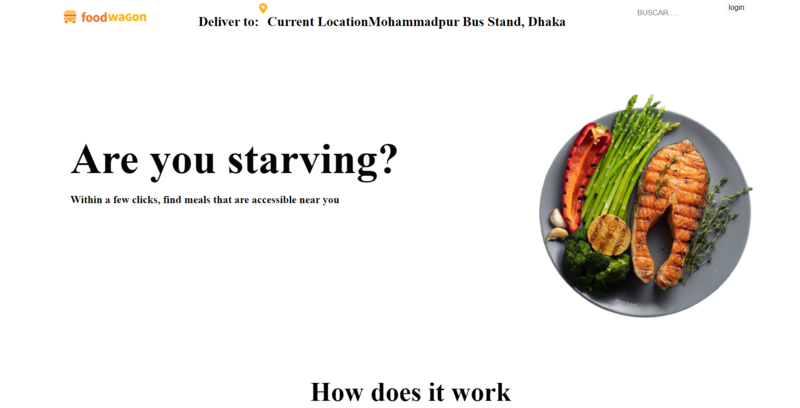 foodwagon
Deliver to: Current LocationMohammadpur Bus Stand, Dhaka
BUSCAR.....
login
Are you starving?
Within a few clicks, find meals that are accessible near you
How does it work